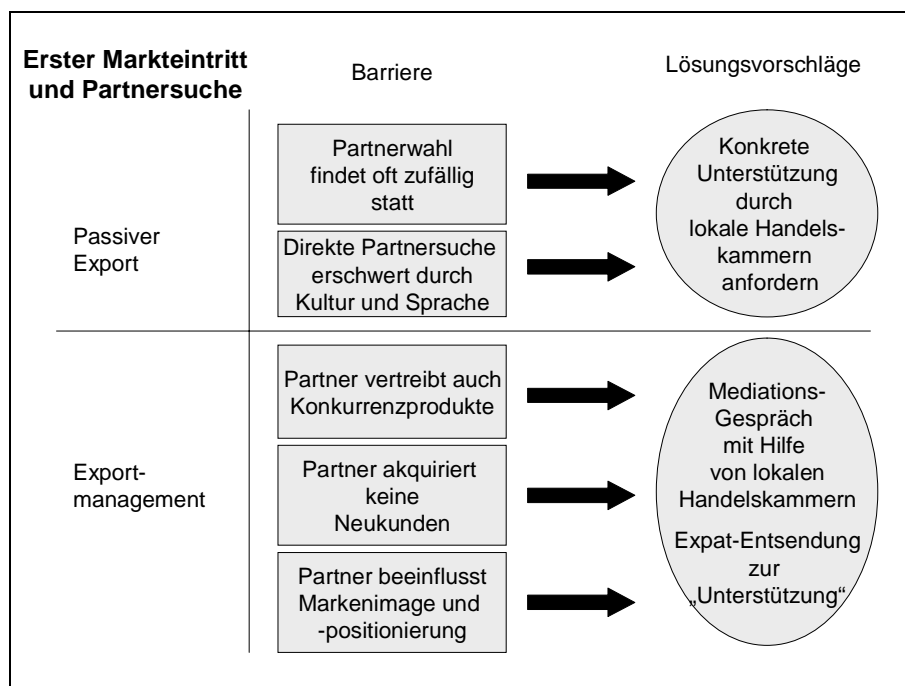 Erster Markteintritt
und Partnersuche
Barriere
Lösungsvorschläge
Passiver
Export
Partnerwahl
findet oft zufällig
statt
Direkte Partnersuche
erschwert durch
Kultur und Sprache
Konkrete
Unterstützung
durch
lokale Handels-
kammern
anfordern
Export-
management
Partner vertreibt auch
Konkurrenzprodukte
Partner akquiriert
keine
Neukunden
Partner beeinflusst
Markenimage und
-positionierung
Mediations-
Gespräch
mit Hilfe
von lokalen
Handelskammern
Expat-Entsendung
zur
„Unterstützung“